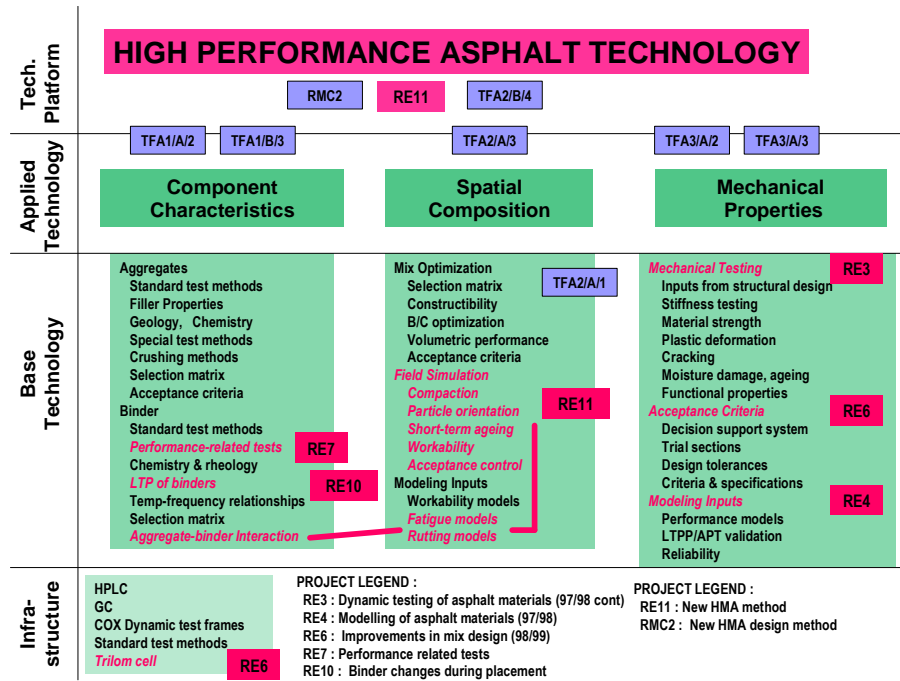 HIGH PERFORMANCE ASPHALT TECHNOLOGY
Tech.
Platform
RMC2
RE11
TFA2/B/4
Applied
Technology
TFA1/A/2
TFA1/B/3
TFA2/A/3
TFA3/A/2
TFA3/A/3
Component
Characteristics
Spatial
Composition
Mechanical
Properties
Base
Technology
Aggregates
Standard test methods
Filler Properties
Geology, Chemistry
Special test methods
Crushing methods
Selection matrix
Acceptance criteria
Binder
Standard test methods
Performance-related tests
RE7
Chemistry & rheology
LTP of binders
RE10
Temp-frequency relationships
Selection matrix
Aggregate-binder Interaction
Mix Optimization
Selection matrix
TFA2/A/1
Constructibility
B/C optimization
Volumetric performance
Acceptance criteria
Field Simulation
Compaction
Particle orientation
RE11
Short-term ageing
Workability
Acceptance control
Modeling Inputs
Workability models
Fatigue models
Rutting models
Mechanical Testing
RE3
Inputs from structural design
Stiffness testing
Material strength
Plastic deformation
Cracking
Moisture damage, ageing
Functional properties
Acceptance Criteria
RE6
Decision support system
Trial sections
Design tolerances
Criteria & specifications
Modeling Inputs
RE4
Performance models
LTPP/APT validation
Reliability
Infra-
structure
HPLC
GC
COX Dynamic test frames
Standard test methods
Trilom cell
RE6
PROJECT LEGEND :
RE3 : Dynamic testing of asphalt materials (97/98 cont)
RE4 : Modelling of asphalt materials (97/98)
RE6 : Improvements in mix design (98/99)
RE7 : Performance related tests
RE10 : Binder changes during placement
PROJECT LEGEND :
RE11 : New HMA method
RMC2 : New HMA design method